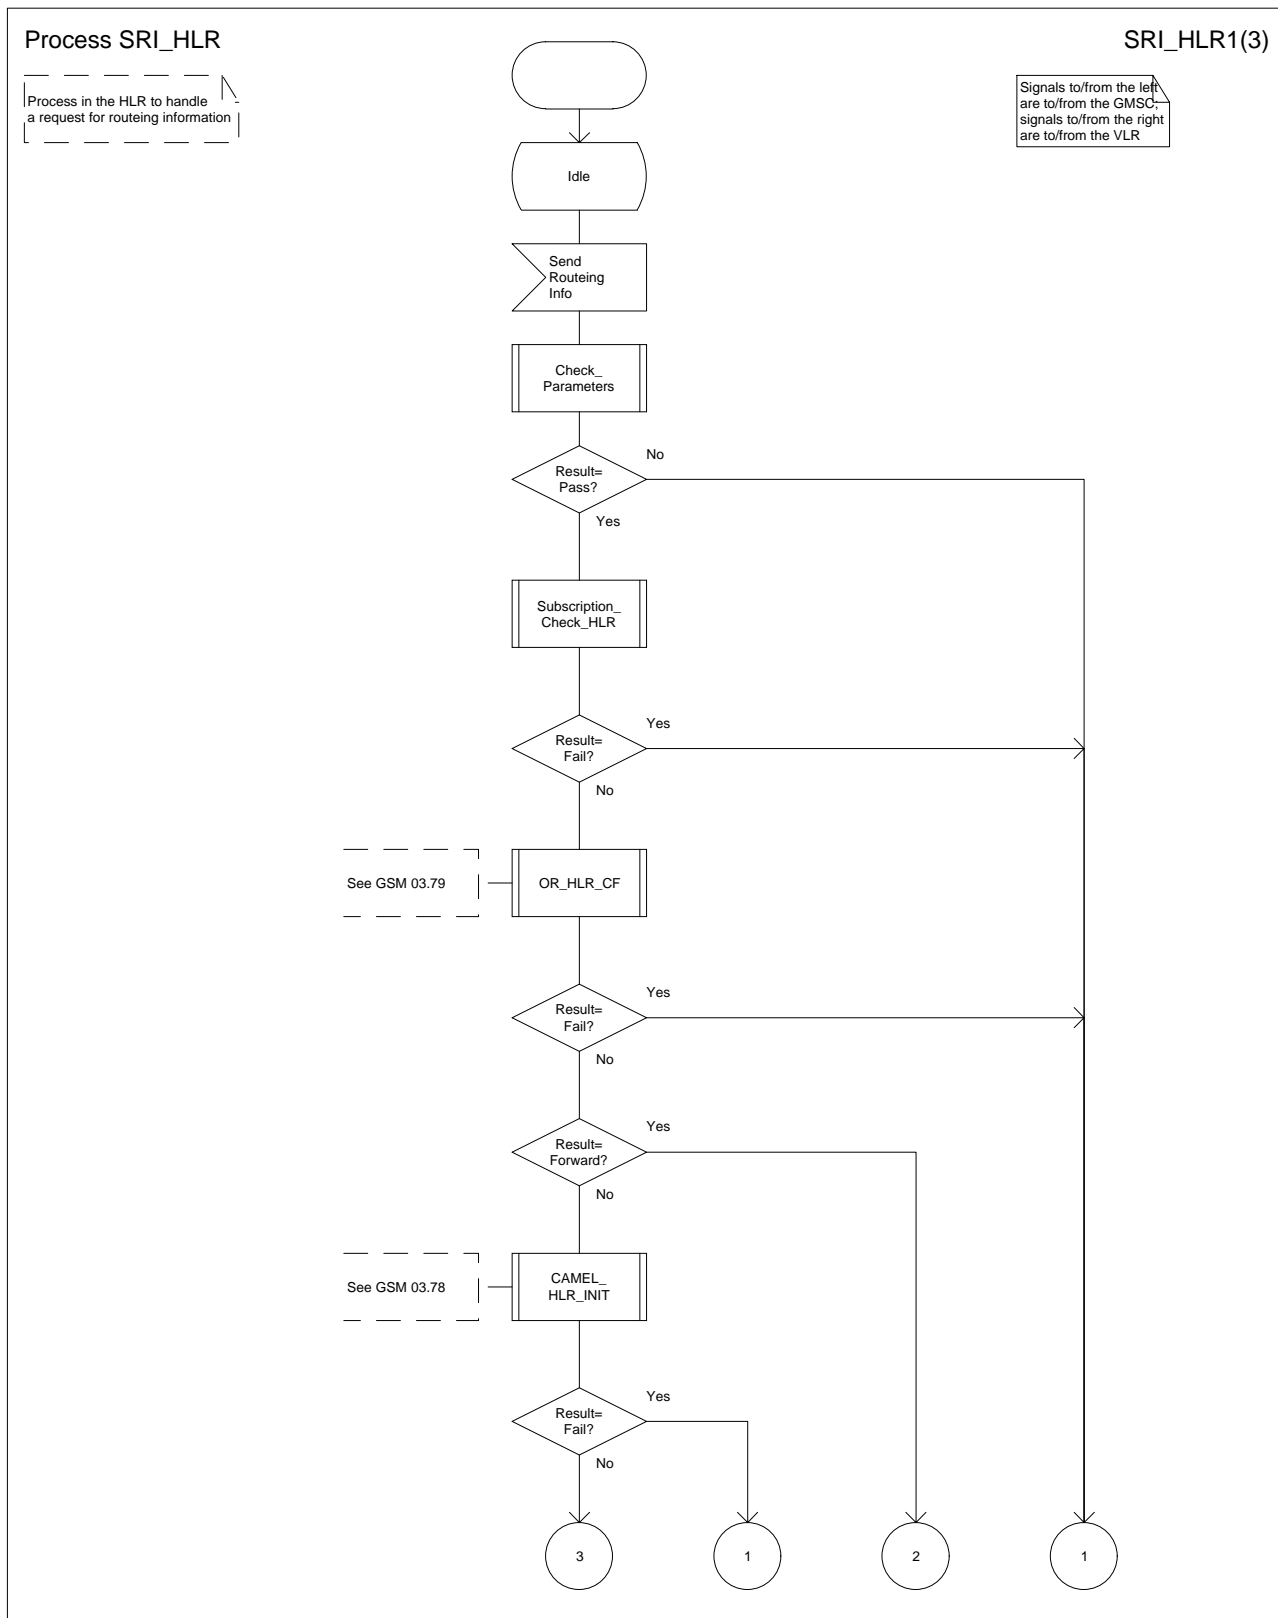 Process SRI_HLR
SRI_HLR1(3)
Process in the HLR to handle
a request for routeing information
Signals to/from the left
are to/from the GMSC;
signals to/from the right
are to/from the VLR
Idle
Send
Routeing
Info
Check_
Parameters
Result=
Pass?
No
Yes
Subscription_
Check_HLR
Result=
Fail?
Yes
No
See GSM 03.79
OR_HLR_CF
Result=
Fail?
Yes
No
Result=
Forward?
Yes
No
See GSM 03.78
CAMEL_
HLR_INIT
Result=
Fail?
Yes
No
3
1
2
1